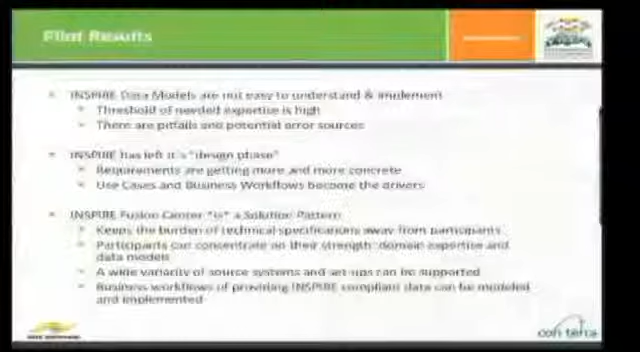 Pilot Results
INSPIRE Data Models are not easy to understand & implement
Threshold of needed expertise is high
There are pitfalls and potential error sources
INSPIRE has left it's "design phase"
Requirements are getting more and more concrete
Use Cases and Business Workflows become the drivers
INSPIRE Fusion Center "is" a Solution Pattern
Keeps the burden of technical specifications away from participants
Participants can concentrate on their strength: domain expertise and
data models
A wide variarity of source systems and set-ups can be supported
Business workflows of providing INSPIRE compliant data can be modeled
and implemented
con terra